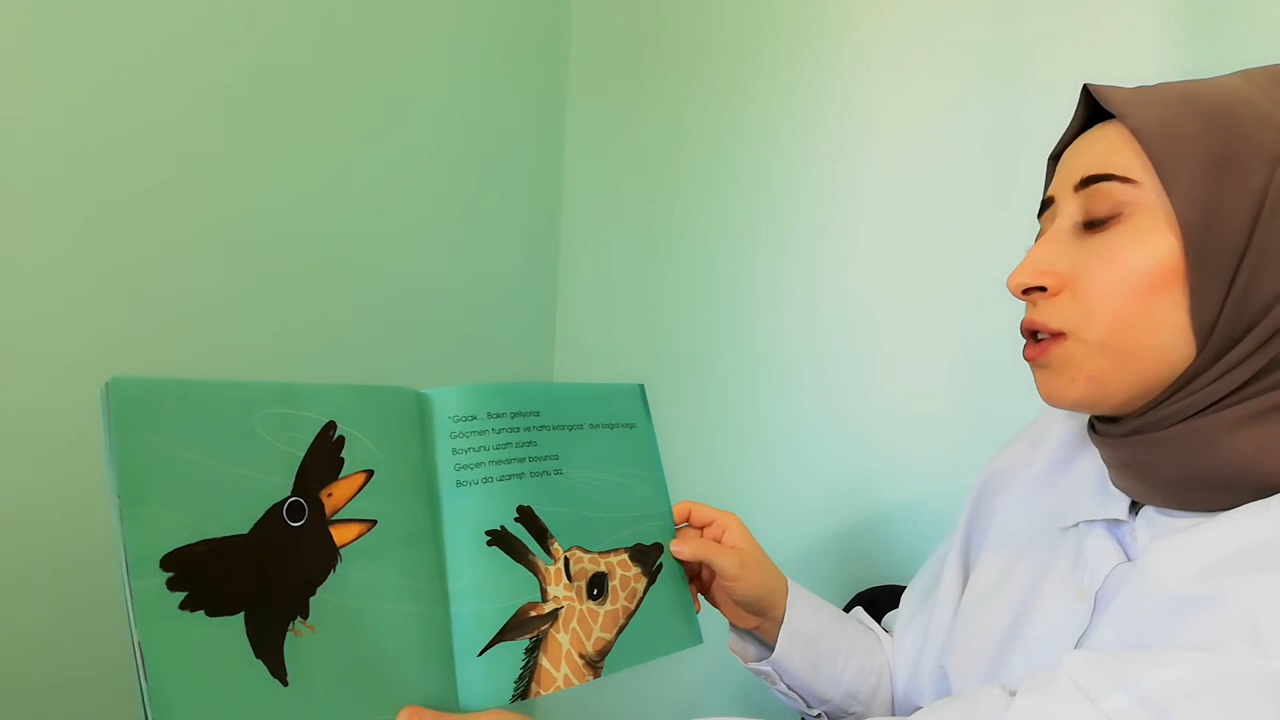 "Gaak... Bakın geliyorlar.
Göçmen turnalar ve hatta kırlangıçlar." diye bağırdı karga.
Boynunu uzattı zürafa...
Geçen mevsimler boyunca
Boyu da uzamıştı, boynu da...